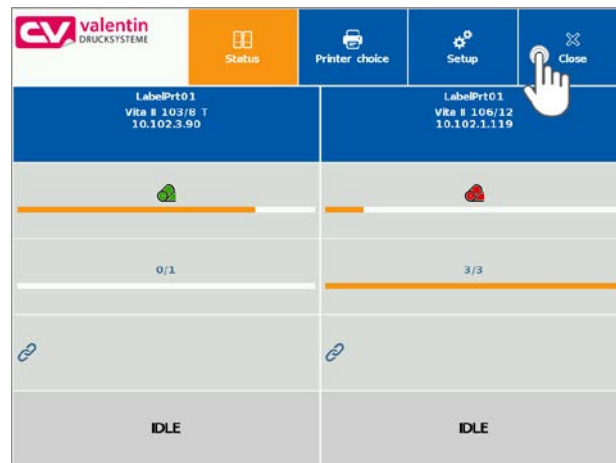 CV valentin
DRUCKSYSTEME
Status
Printer choice
Setup
Close
LabelPrt01
Vita II 103/8 T
10.102.3.90
LabelPrt01
Vita II 106/12
10.102.1.119
0/1
3/3
IDLE
IDLE